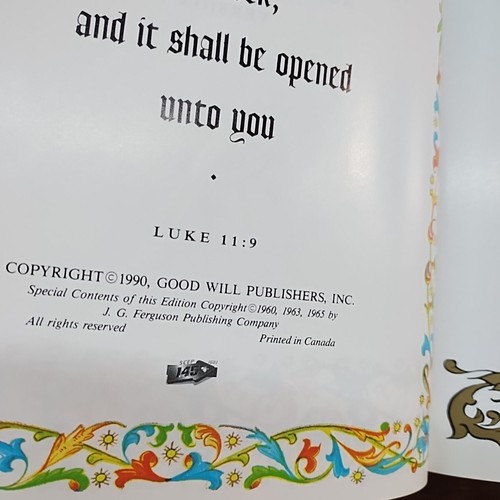 and it shall be opened
unto you
LUKE 11:9
COPYRIGHT©1990, GOOD WILL PUBLISHERS, INC.
Special Contents of this Edition Copyright©1960, 1963, 1965 by
J. G. Ferguson Publishing Company
All rights reserved
Printed in Canada
145